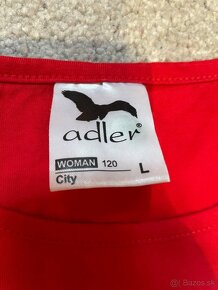 adler®
WOMAN 120
City L
Bazos.sk